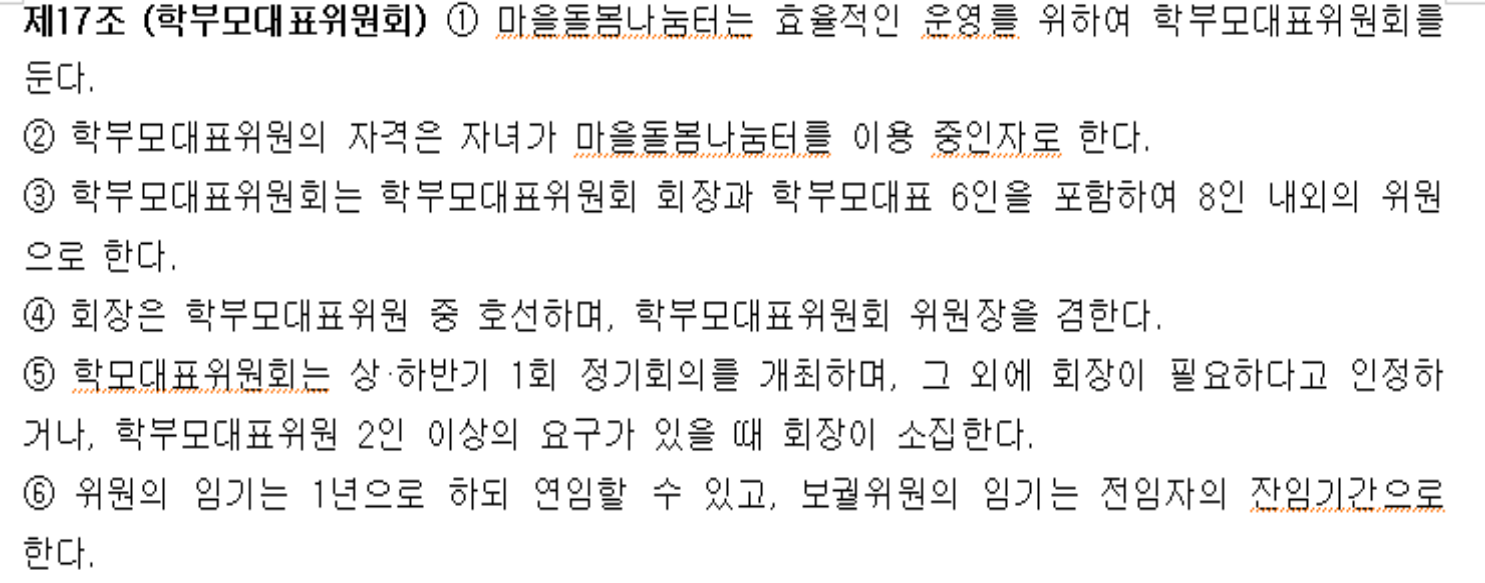 제17조 (학부모대표위원회) ① 마을돌봄나눔터는 효율적인 운영를 위하여 학부모대표위원회를
둔다.
② 학부모대표위원의 자격은 자녀가 마을돌봄나눔터를 이용 중인자로 한다.
③ 학부모대표위원회는 학부모대표위원회 회장과 학부모대표 6인을 포함하여 8인 내외의 위원
으로 한다.
④ 회장은 학부모대표위원 중 호선하며, 학부모대표위원회 위원장을 겸한다.
⑤ 학모대표위원회는 상·하반기 1회 정기회의를 개최하며, 그 외에 회장이 필요하다고 인정하
거나, 학부모대표위원 2인 이상의 요구가 있을 때 회장이 소집한다.
⑥ 위원의 임기는 1년으로 하되 연임할 수 있고, 보궐위원의 임기는 전임자의 잔임기간으로
한다.